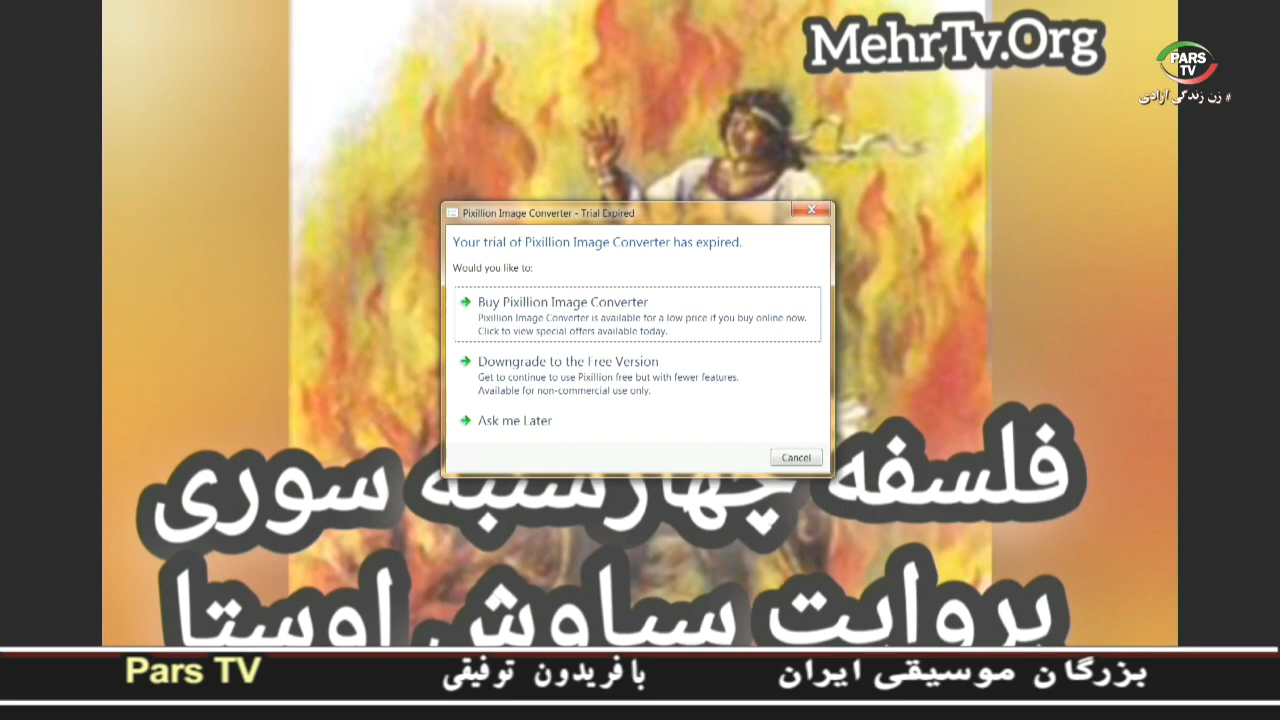 MehrTv.Org
PARS
TV
# زن زندگی آزادی
Pixillion Image Converter - Trial Expired
Your trial of Pixillion Image Converter has expired.
Would you like to:
Buy Pixillion Image Converter
Pixillion Image Converter is available for a low price if you buy online now.
Click to view special offers available today.
Downgrade to the Free Version
Get to continue to use Pixillion free but with fewer features.
Available for non-commercial use only.
Ask me Later
Cancel
فلسفه چهارشنبه سوری
بروایت سیاوش اوستا
بزرگان موسیقی ایران با فریدون توفیقی Pars TV